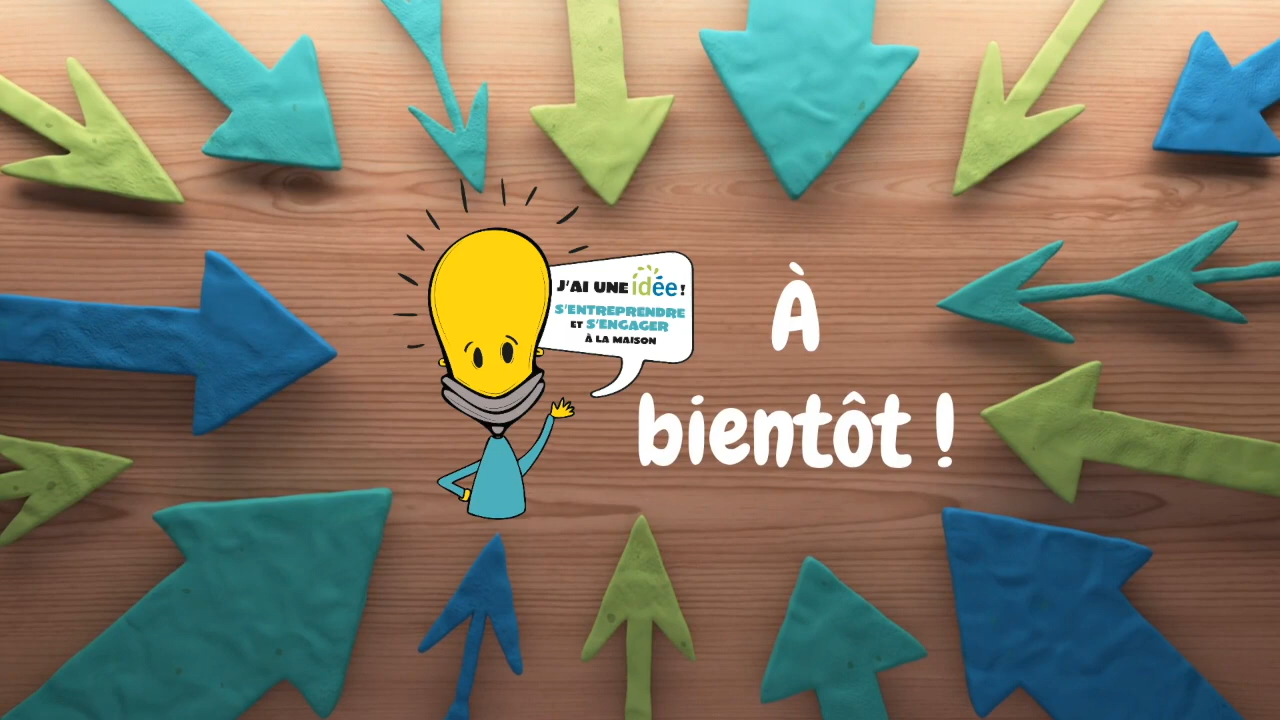 J'AI UNE idée !
S'ENTREPRENDRE
ET S'ENGAGER
À LA MAISON
À
bientôt !